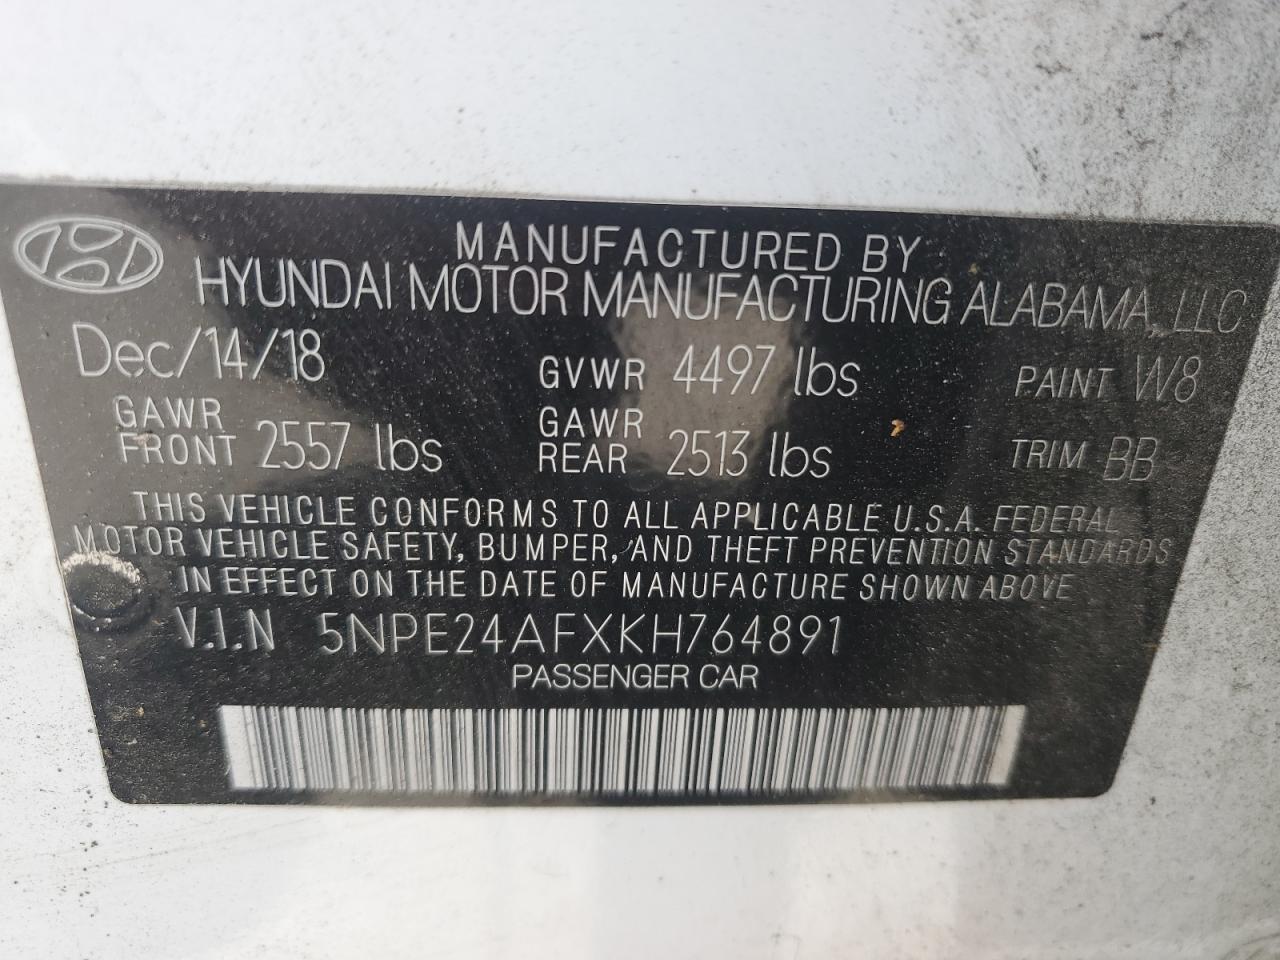 MANUFACTURED BY
HYUNDAI MOTOR MANUFACTURING ALABAMA, LLC
Dec/14/18 GVWR 4497 lbs PAINT W8
GAWR FRONT 2557 lbs GAWR REAR 2513 lbs TRIM BB
THIS VEHICLE CONFORMS TO ALL APPLICABLE U.S.A. FEDERAL
MOTOR VEHICLE SAFETY, BUMPER, AND THEFT PREVENTION STANDARDS
IN EFFECT ON THE DATE OF MANUFACTURE SHOWN ABOVE
V.I.N 5NPE24AFXKH764891
PASSENGER CAR